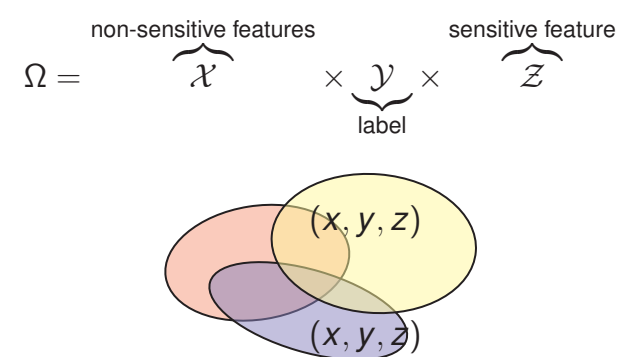 non-sensitive features sensitive feature
Ω = 𝒳 × 𝒴 × 𝒵
label
(x, y, z)
(x, y, z)